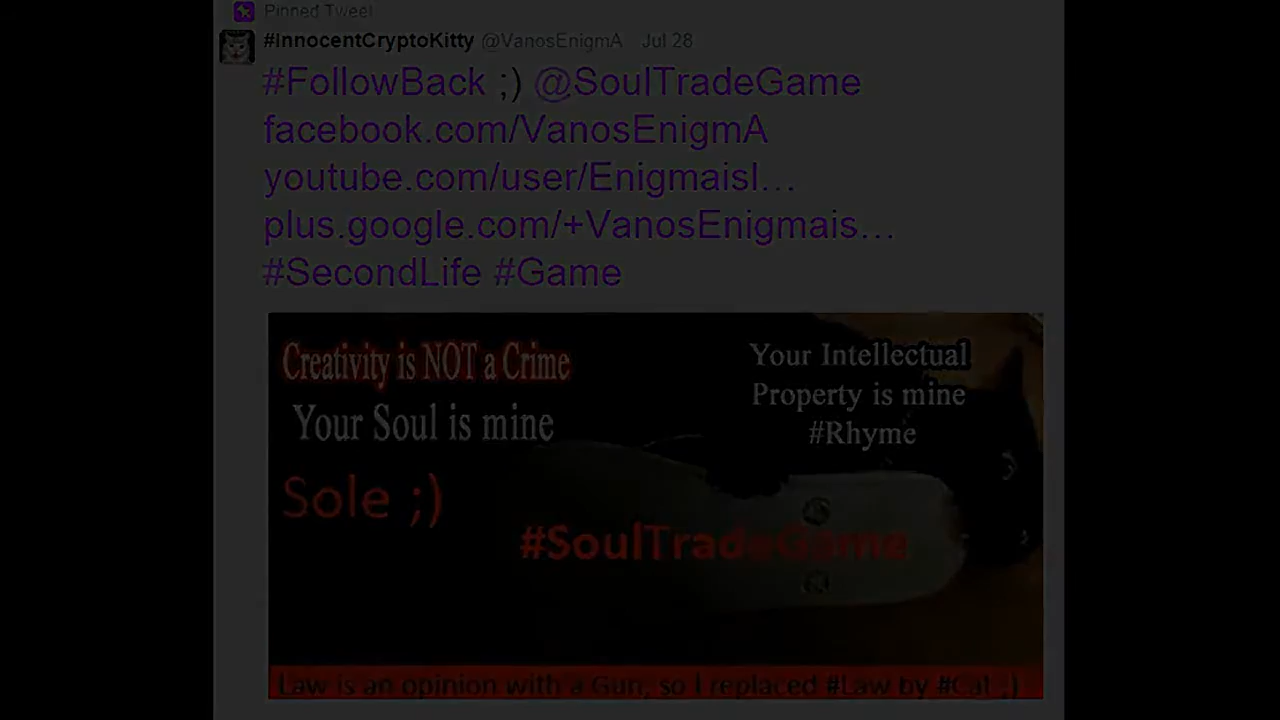 Pinned Tweet
#InnocentCryptoKitty @VanosEnigmA Jul 28
#FollowBack ;) @SoulTradeGame
facebook.com/VanosEnigmA
youtube.com/user/EnigmaisI…
plus.google.com/+VanosEnigmais…
#SecondLife #Game
Creativity is NOT a Crime
Your Soul is mine
Sole ;)
Your Intellectual
Property is mine
#Rhyme
#SoulTradeGame
Law is an opinion with a Gun, so I replaced #Law by #Cat ;)